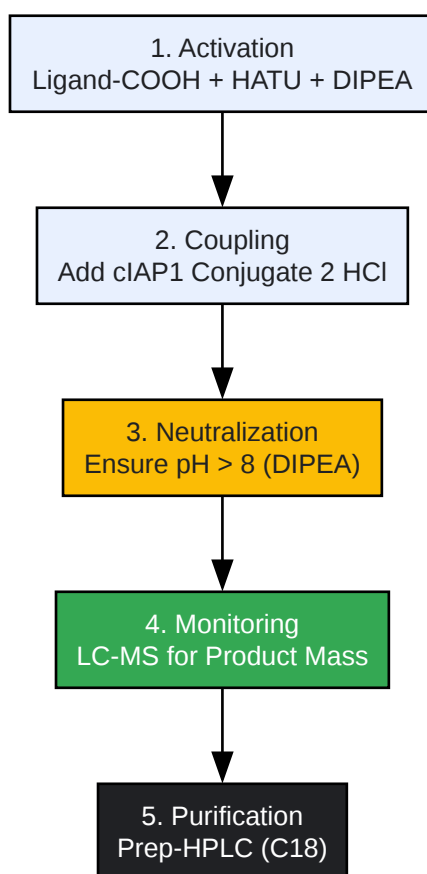 1. Activation
Ligand-COOH + HATU + DIPEA
2. Coupling
Add cIAP1 Conjugate 2 HCl
3. Neutralization
Ensure pH > 8 (DIPEA)
4. Monitoring
LC-MS for Product Mass
5. Purification
Prep-HPLC (C18)